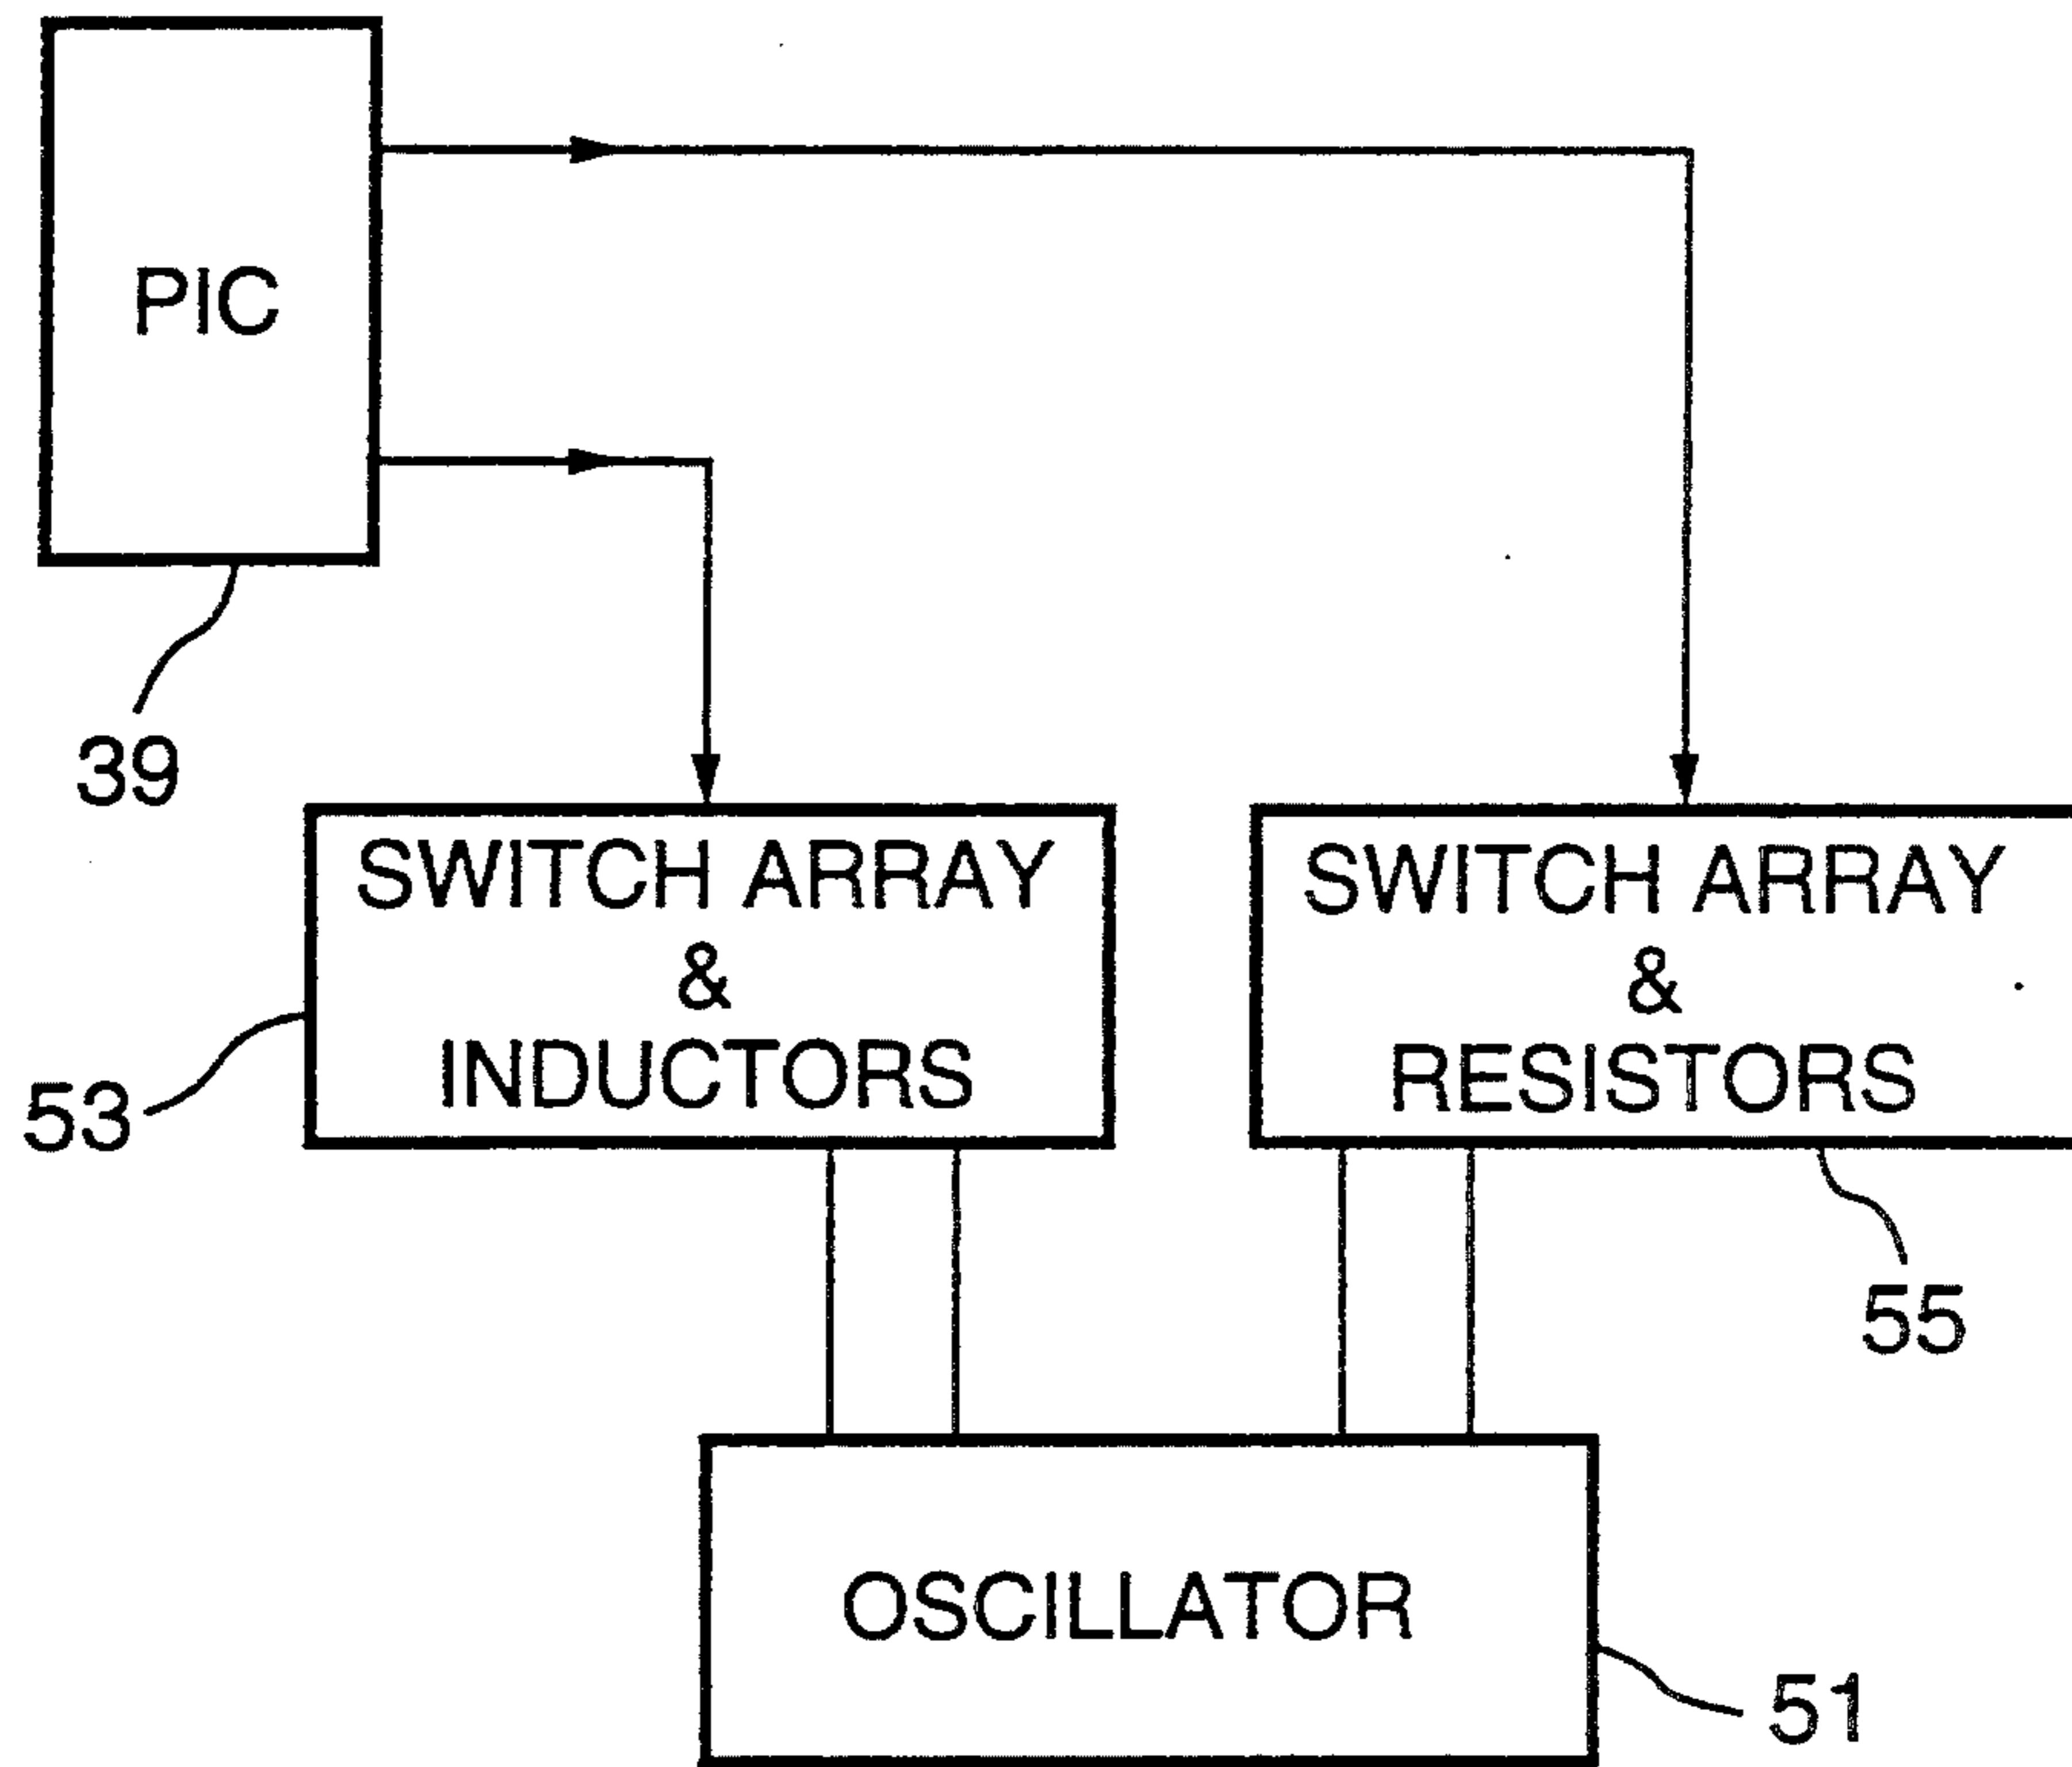 PIC
39
SWITCH ARRAY
&
INDUCTORS
53
SWITCH ARRAY
&
RESISTORS
55
OSCILLATOR
51